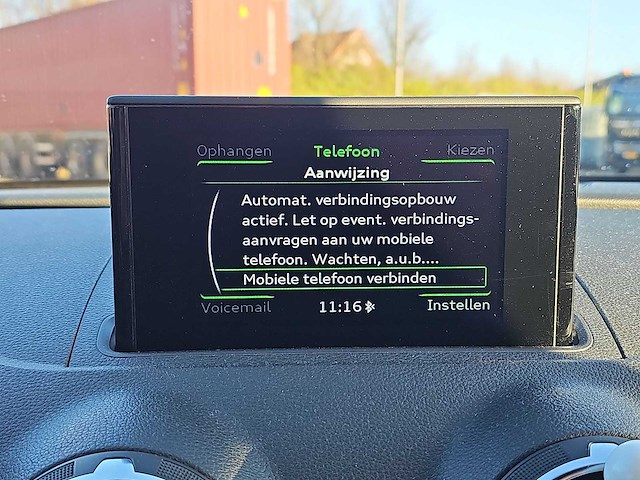 Ophangen Telefoon Kiezen
Aanwijzing
Automat. verbindingsopbouw
actief. Let op event. verbindings-
aanvragen aan uw mobiele
telefoon. Wachten, a.u.b....
Mobiele telefoon verbinden
Voicemail 11:16 Instellen